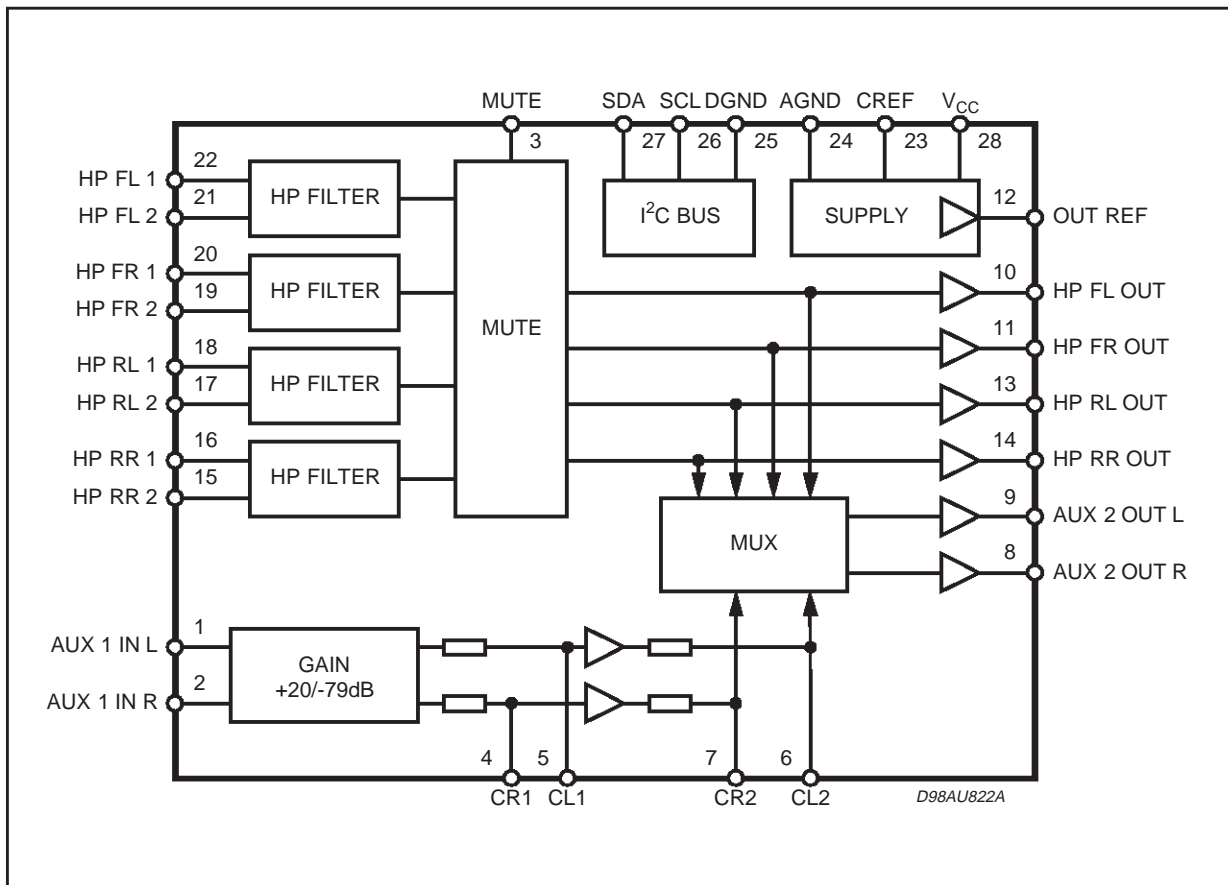 MUTE SDA SCL DGND AGND CREF VCC
3 27 26 25 24 23 28
HP FL 1 22
HP FL 2 21
HP FILTER
HP FR 1 20
HP FR 2 19
HP FILTER
HP RL 1 18
HP RL 2 17
HP FILTER
HP RR 1 16
HP RR 2 15
HP FILTER
MUTE
I²C BUS
SUPPLY
12 OUT REF
10 HP FL OUT
11 HP FR OUT
13 HP RL OUT
14 HP RR OUT
MUX
9 AUX 2 OUT L
8 AUX 2 OUT R
AUX 1 IN L 1
AUX 1 IN R 2
GAIN
+20/-79dB
4 5 7 6
CR1 CL1 CR2 CL2
D98AU822A